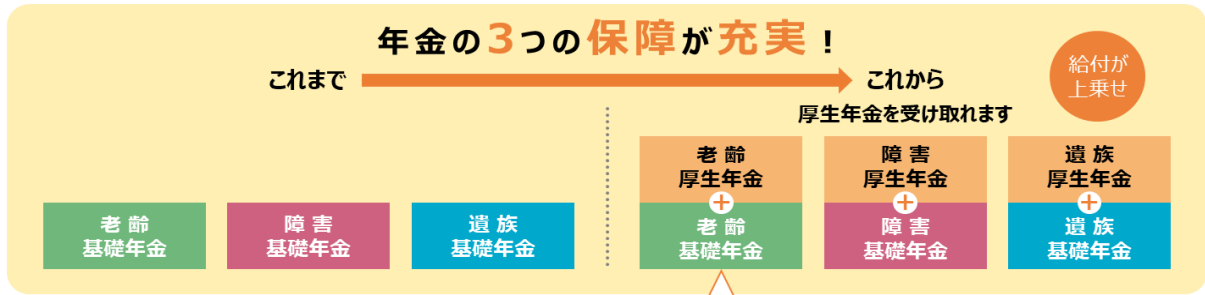 年金の3つの保障が充実！
これまで
これから
給付が
上乗せ
厚生年金を受け取れます
老齢
基礎年金
障害
基礎年金
遺族
基礎年金
老齢
厚生年金
+
老齢
基礎年金
障害
厚生年金
+
障害
基礎年金
遺族
厚生年金
+
遺族
基礎年金